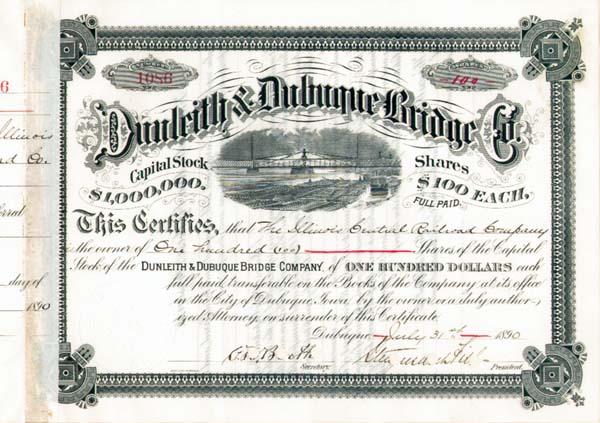 6
1086
100
Dunleith & Dubuque Bridge Co.
Illinois
Capital Stock
$1,000,000.
Shares
$100 EACH.
FULL PAID.
This Certifies, that The Illinois Central Railroad Company
is the owner of One hundred Shares of the Capital
Stock of the DUNLEITH & DUBUQUE BRIDGE COMPANY, of ONE HUNDRED DOLLARS each
full paid, transferable on the Books of the Company at its office
in the City of Dubuque, Iowa by the owner or a duly author-
ized Attorney, on surrender of this Certificate.
day of
1890
Dubuque, July 31st 1890
Secretary.
President.